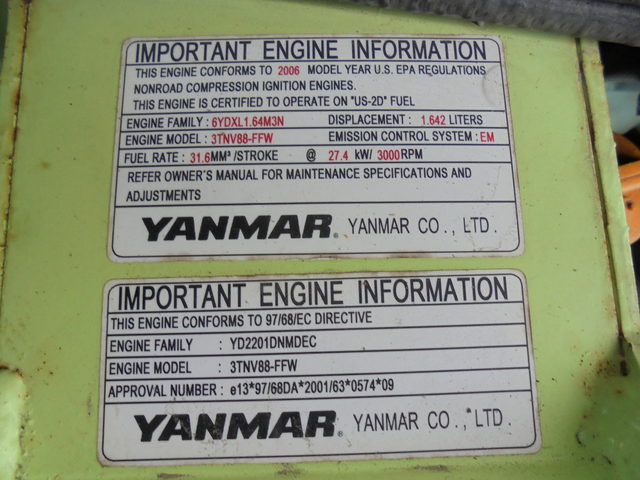 IMPORTANT ENGINE INFORMATION
THIS ENGINE CONFORMS TO 2006 MODEL YEAR U.S. EPA REGULATIONS
NONROAD COMPRESSION IGNITION ENGINES.
THIS ENGINE IS CERTIFIED TO OPERATE ON "US-2D" FUEL
ENGINE FAMILY : 6YDXL1.64M3N DISPLACEMENT : 1.642 LITERS
ENGINE MODEL : 3TNV88-FFW EMISSION CONTROL SYSTEM : EM
FUEL RATE : 31.6MM³/STROKE @ 27.4 kW/ 3000RPM
REFER OWNER'S MANUAL FOR MAINTENANCE SPECIFICATIONS AND
ADJUSTMENTS
YANMAR® YANMAR CO., LTD.
IMPORTANT ENGINE INFORMATION
THIS ENGINE CONFORMS TO 97/68/EC DIRECTIVE
ENGINE FAMILY : YD2201DNMDEC
ENGINE MODEL : 3TNV88-FFW
APPROVAL NUMBER : e13*97/68DA*2001/63*0574*09
YANMAR® YANMAR CO., LTD.